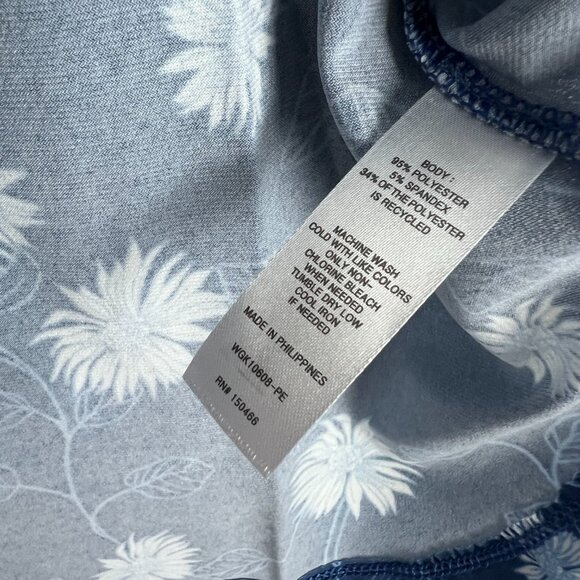 BODY :
95% POLYESTER
5% SPANDEX
34% OF THE POLYESTER
IS RECYCLED
MACHINE WASH
COLD WITH LIKE COLORS
ONLY NON-
CHLORINE BLEACH
WHEN NEEDED
TUMBLE DRY LOW
COOL IRON
IF NEEDED
MADE IN PHILIPPINES
WGK10608-PE
RN# 150466